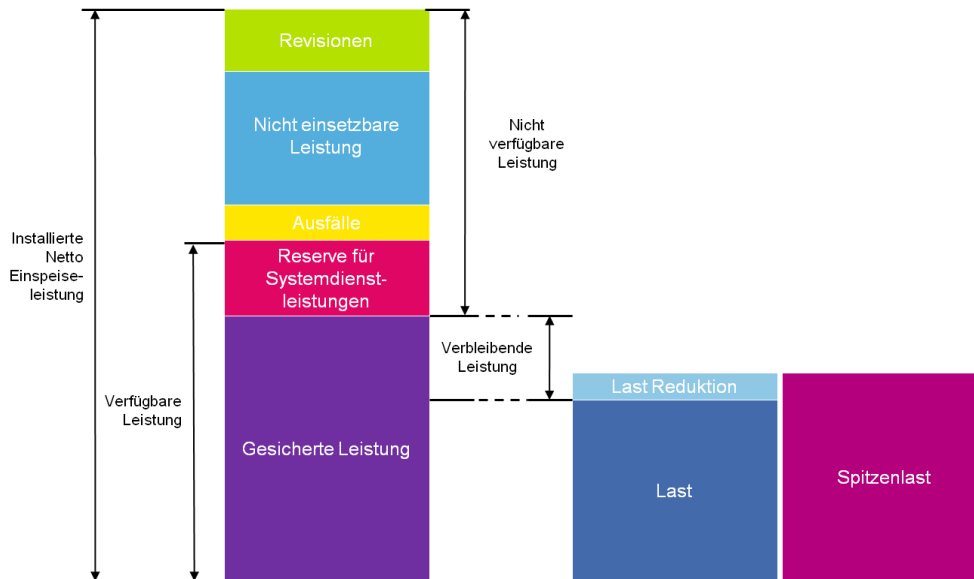 Revisionen
Nicht einsetzbare
Leistung
Nicht
verfügbare
Leistung
Ausfälle
Installierte
Netto
Einspeise-
leistung
Reserve für
Systemdienst-
leistungen
Verbleibende
Leistung
Verfügbare
Leistung
Gesicherte Leistung
Last Reduktion
Last
Spitzenlast